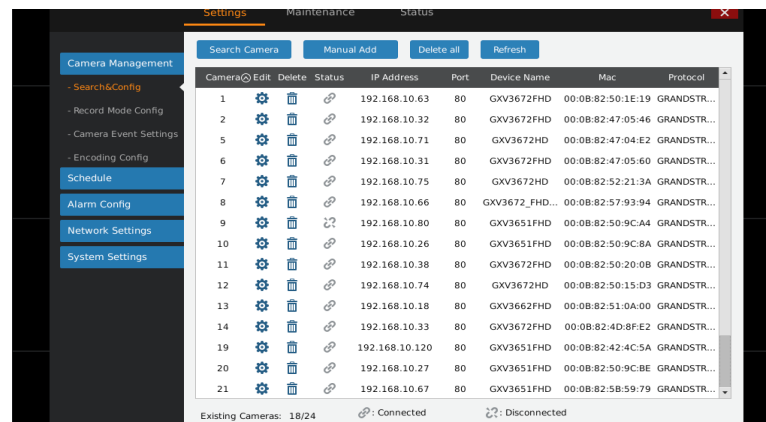 Settings Maintenance Status
Search Camera Manual Add Delete all Refresh
Camera Management
- Search&Config
- Record Mode Config
- Camera Event Settings
- Encoding Config
Schedule
Alarm Config
Network Settings
System Settings
Camera Edit Delete Status IP Address Port Device Name Mac Protocol
1 192.168.10.63 80 GXV3672FHD 00:0B:82:50:1E:19 GRANDSTR...
2 192.168.10.32 80 GXV3672FHD 00:0B:82:47:05:46 GRANDSTR...
5 192.168.10.71 80 GXV3672HD 00:0B:82:47:04:E2 GRANDSTR...
6 192.168.10.31 80 GXV3672FHD 00:0B:82:47:05:60 GRANDSTR...
7 192.168.10.75 80 GXV3672HD 00:0B:82:52:21:3A GRANDSTR...
8 192.168.10.66 80 GXV3672_FHD... 00:0B:82:57:93:94 GRANDSTR...
9 192.168.10.80 80 GXV3651FHD 00:0B:82:50:9C:A4 GRANDSTR...
10 192.168.10.26 80 GXV3651FHD 00:0B:82:50:9C:8A GRANDSTR...
11 192.168.10.38 80 GXV3672FHD 00:0B:82:50:20:0B GRANDSTR...
12 192.168.10.74 80 GXV3672HD 00:0B:82:50:15:D3 GRANDSTR...
13 192.168.10.18 80 GXV3662FHD 00:0B:82:51:0A:00 GRANDSTR...
14 192.168.10.33 80 GXV3672FHD 00:0B:82:4D:8F:E2 GRANDSTR...
19 192.168.10.120 80 GXV3651FHD 00:0B:82:42:4C:5A GRANDSTR...
20 192.168.10.27 80 GXV3651FHD 00:0B:82:50:9C:BE GRANDSTR...
21 192.168.10.67 80 GXV3651FHD 00:0B:82:5B:59:79 GRANDSTR...
Existing Cameras: 18/24 : Connected : Disconnected